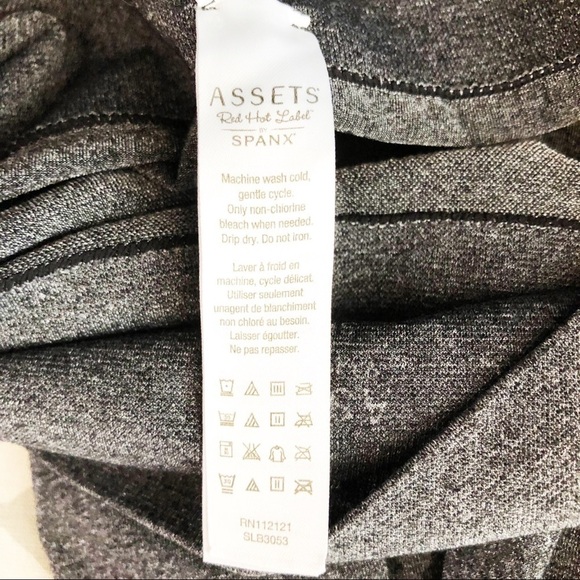 ASSETS®
Red Hot Label™
BY
SPANX®
Machine wash cold,
gentle cycle.
Only non-chlorine
bleach when needed.
Drip dry. Do not iron.
Laver à froid en
machine, cycle délicat.
Utiliser seulement
unagent de blanchiment
non chloré au besoin.
Laisser égoutter.
Ne pas repasser.
RN112121
SLB3053